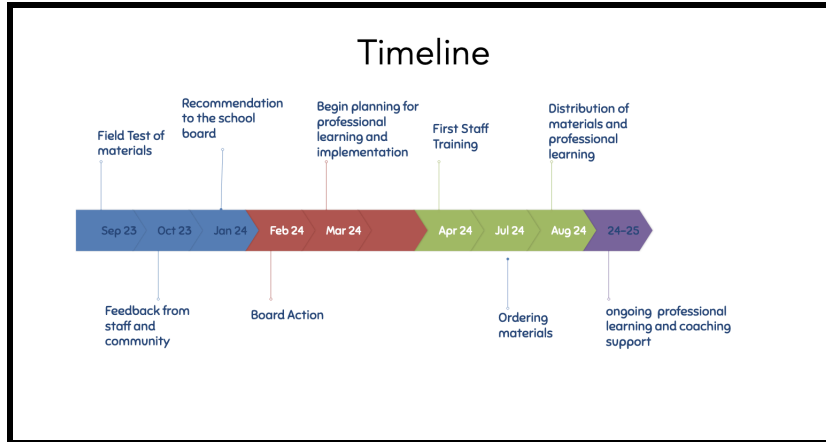 Timeline
Recommendation
to the school
board
Begin planning for
professional
learning and
implementation
Distribution of
materials and
professional
learning
Field Test of
materials
First Staff
Training
Sep 23
Oct 23
Jan 24
Feb 24
Mar 24
Apr 24
Jul 24
Aug 24
24-25
Feedback from
staff and
community
Board Action
Ordering
materials
ongoing professional
learning and coaching
support